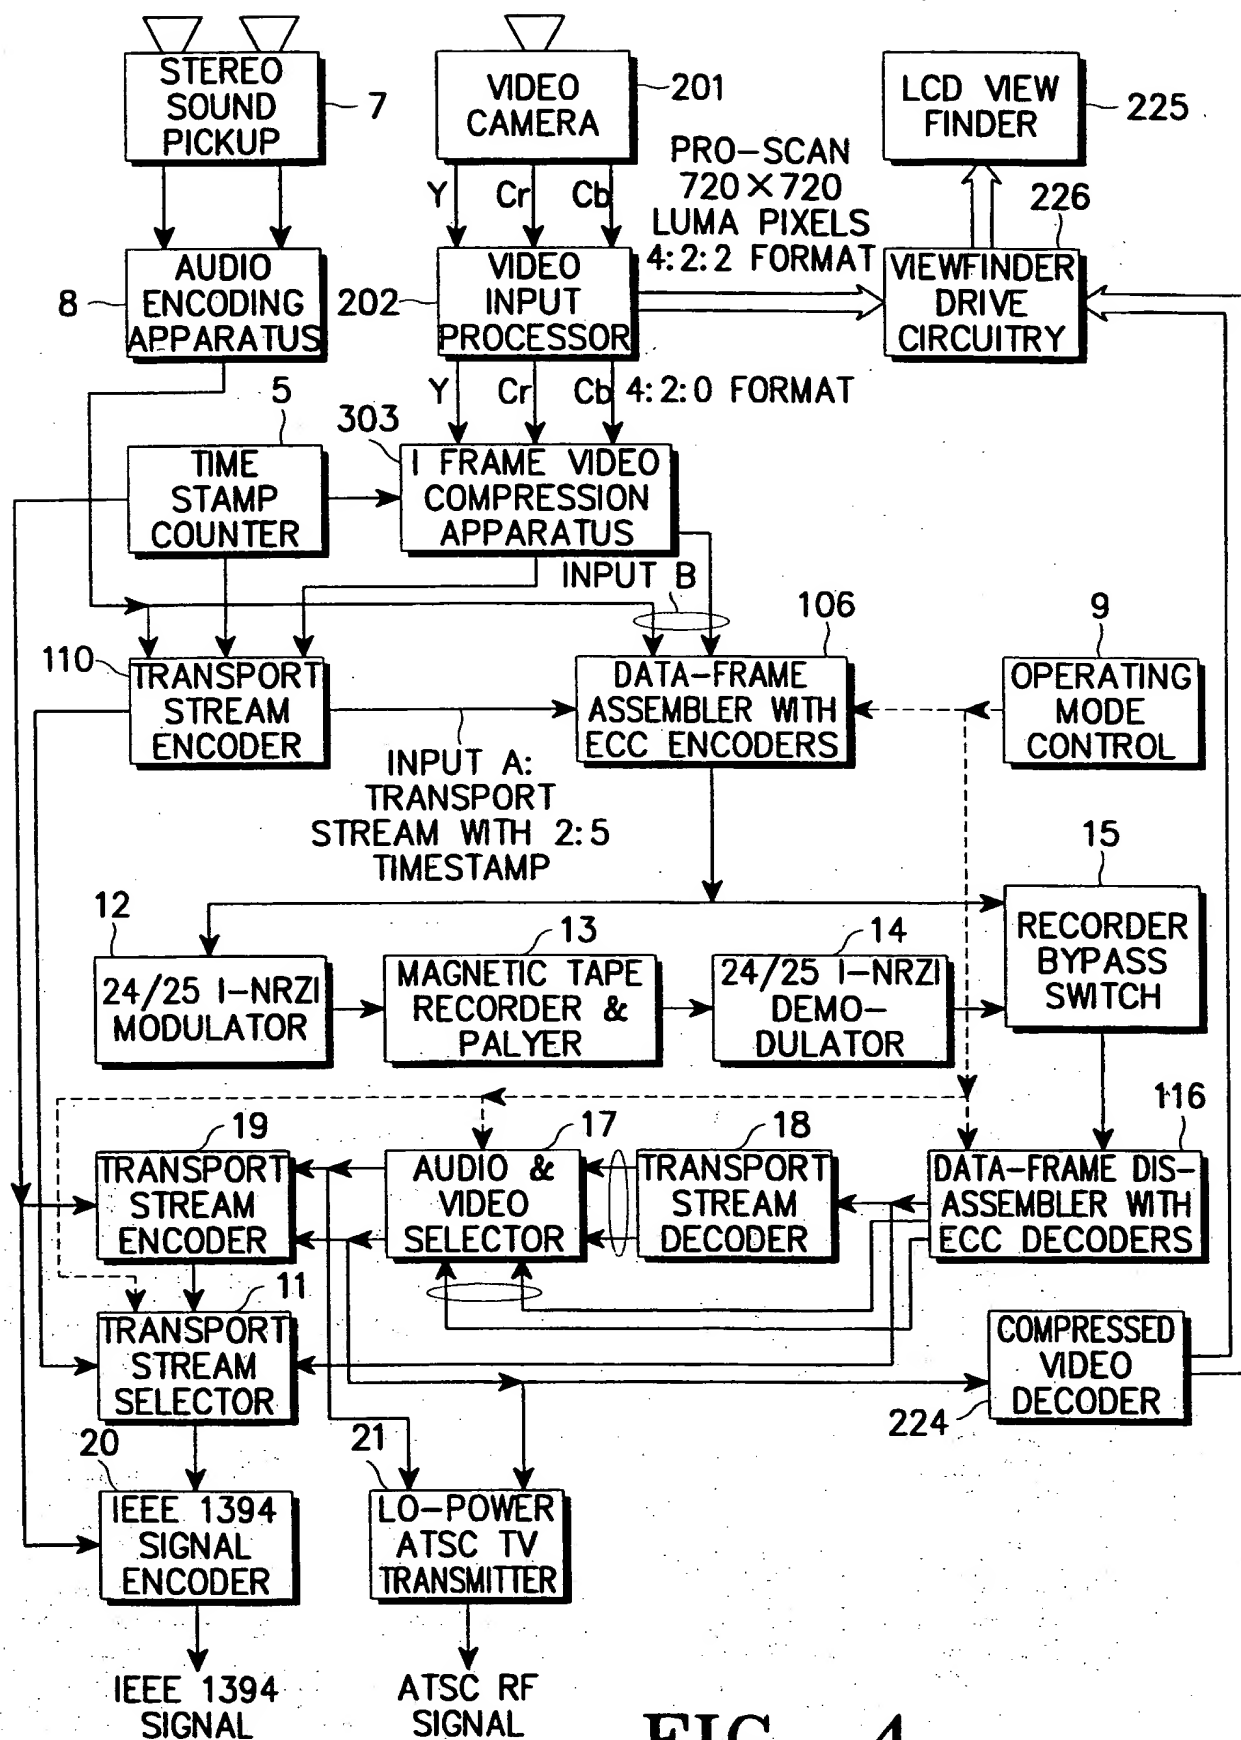 STEREO
SOUND
PICKUP
7
VIDEO
CAMERA
201
LCD VIEW
FINDER
225
PRO-SCAN
720×720
LUMA PIXELS
4:2:2 FORMAT
Y
Cr
Cb
226
AUDIO
ENCODING
APPARATUS
8
VIDEO
INPUT
PROCESSOR
202
VIEWFINDER
DRIVE
CIRCUITRY
Y
Cr
Cb
4:2:0 FORMAT
5
303
TIME
STAMP
COUNTER
I FRAME VIDEO
COMPRESSION
APPARATUS
INPUT B
106
9
110
TRANSPORT
STREAM
ENCODER
DATA-FRAME
ASSEMBLER WITH
ECC ENCODERS
OPERATING
MODE
CONTROL
INPUT A:
TRANSPORT
STREAM WITH 2:5
TIMESTAMP
15
12
13
14
RECORDER
BYPASS
SWITCH
24/25 I-NRZI
MODULATOR
MAGNETIC TAPE
RECORDER &
PALYER
24/25 I-NRZI
DEMO-
DULATOR
19
17
18
116
TRANSPORT
STREAM
ENCODER
AUDIO &
VIDEO
SELECTOR
TRANSPORT
STREAM
DECODER
DATA-FRAME DIS-
ASSEMBLER WITH
ECC DECODERS
11
TRANSPORT
STREAM
SELECTOR
COMPRESSED
VIDEO
DECODER
224
20
21
IEEE 1394
SIGNAL
ENCODER
LO-POWER
ATSC TV
TRANSMITTER
IEEE 1394
SIGNAL
ATSC RF
SIGNAL
FIG. 4